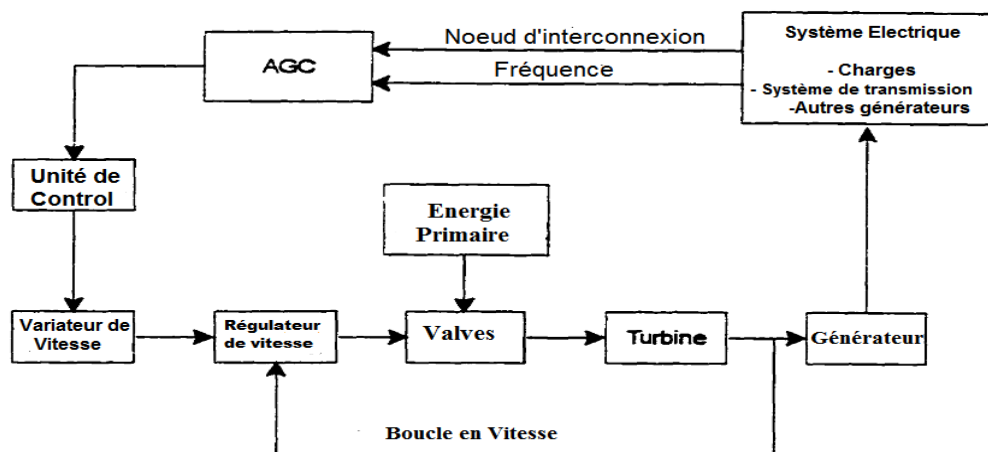 AGC
Noeud d'interconnexion
Fréquence
Système Electrique
- Charges
- Système de transmission
-Autres générateurs
Unité de
Control
Energie
Primaire
Variateur de
Vitesse
Régulateur
de vitesse
Valves
Turbine
Générateur
Boucle en Vitesse